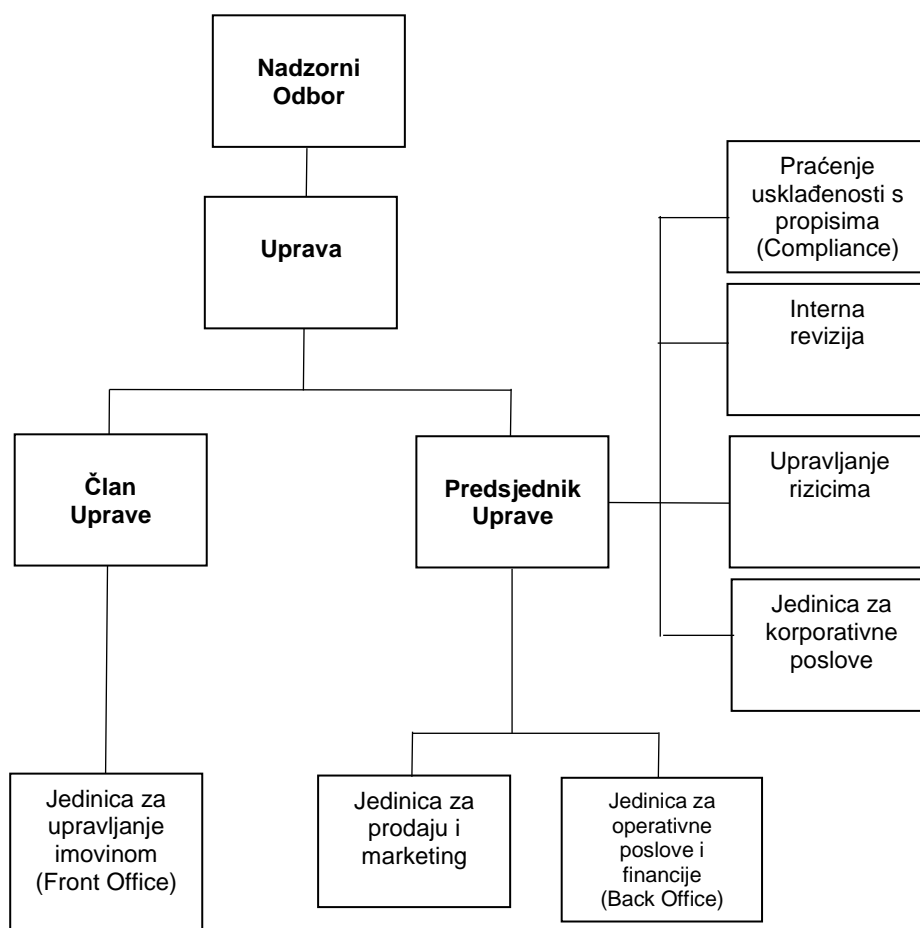 Nadzorni
Odbor
Uprava
Praćenje
usklađenosti s
propisima
(Compliance)
Interna
revizija
Član
Uprave
Predsjednik
Uprave
Upravljanje
rizicima
Jedinica za
korporativne
poslove
Jedinica za
upravljanje
imovinom
(Front Office)
Jedinica za
prodaju i
marketing
Jedinica za
operativne
poslove i
financije
(Back Office)